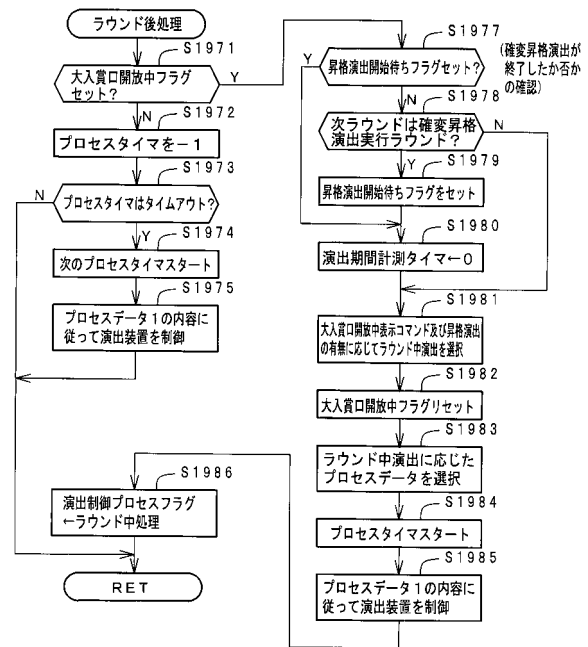 ラウンド後処理
S1971
大入賞口開放中フラグ
セット?
Y
N
S1972
プロセスタイマを－1
S1973
プロセスタイマはタイムアウト?
N
Y
S1974
次のプロセスタイマスタート
S1975
プロセスデータ1の内容に
従って演出装置を制御
S1977
昇格演出開始待ちフラグセット?
(確変昇格演出が
終了したか否か
の確認)
Y
N
S1978
次ラウンドは確変昇格
演出実行ラウンド?
N
Y
S1979
昇格演出開始待ちフラグをセット
S1980
演出期間計測タイマ←0
S1981
大入賞口開放中表示コマンド及び昇格演出
の有無に応じてラウンド中演出を選択
S1982
大入賞口開放中フラグリセット
S1983
ラウンド中演出に応じた
プロセスデータを選択
S1984
プロセスタイマスタート
S1985
プロセスデータ1の内容に
従って演出装置を制御
S1986
演出制御プロセスフラグ
←ラウンド中処理
RET